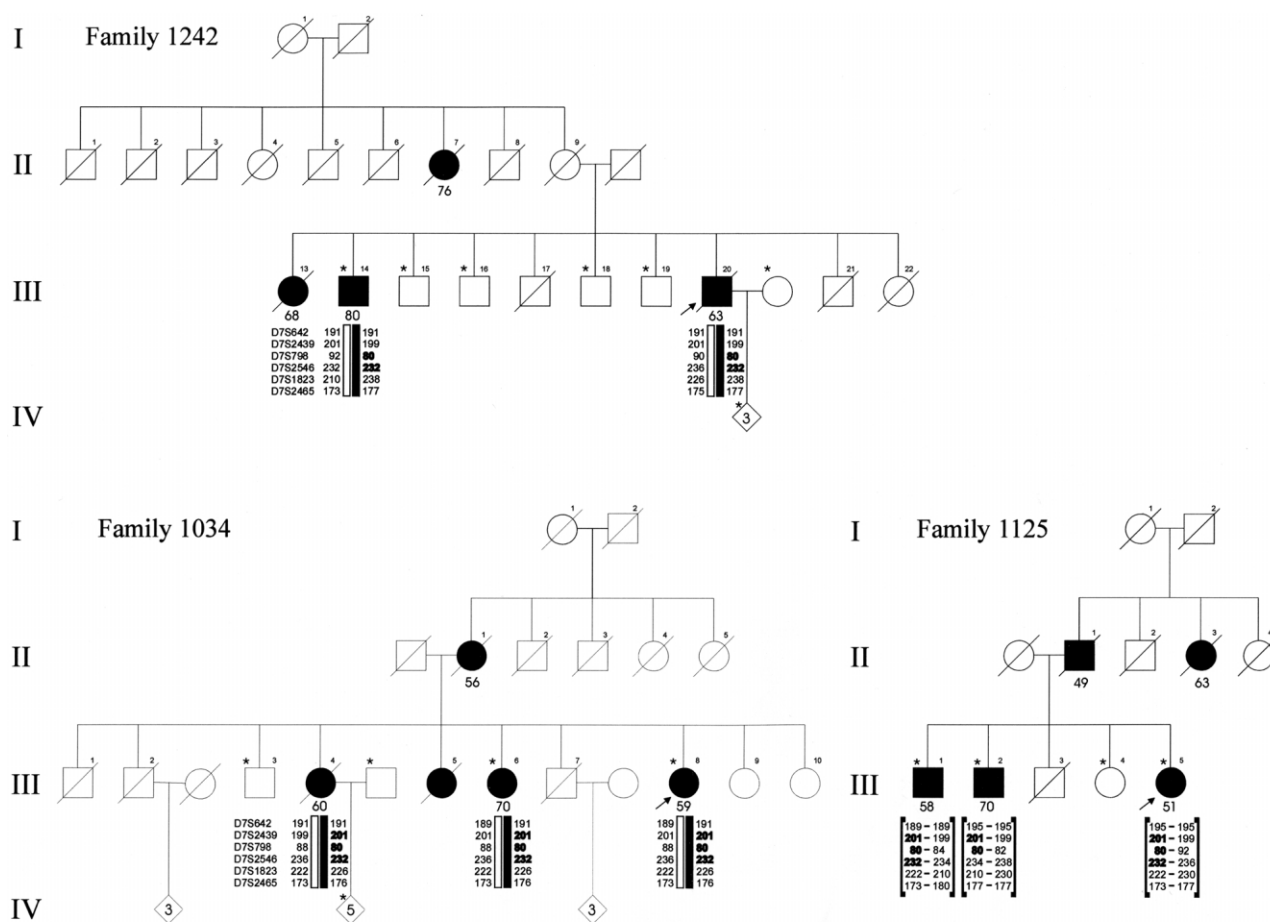 1 2
I Family 1242
1 2 3 4 5 6 7 8 9
II
76
13 * 14 * 15 * 16 17 * 18 * 19 20 * 21 22
III
68 80 63
D7S642 191 191 191 191
D7S2439 201 199 201 199
D7S798 92 80 90 80
D7S2546 232 232 236 232
D7S1823 210 238 226 238
D7S2465 173 177 175 177
*
IV 3
1 2
I Family 1034
1 2 3 4 5
II
56
1 2 * 3 4 * 5 * 6 7 * 8 9 10
III
60 70 59
D7S642 191 191 189 191 189 191
D7S2439 199 201 201 201 201 201
D7S798 88 80 88 80 88 80
D7S2546 236 232 236 232 236 232
D7S1823 222 226 222 226 222 226
D7S2465 173 176 173 176 173 176
*
IV 3 5 3
1 2
I Family 1125
1 2 3 4
II
49 63
* 1 * 2 3 * 4 * 5
III
58 70 51
189 – 189 195 – 195 195 – 195
201 – 199 201 – 199 201 – 199
80 – 84 80 – 82 80 – 92
232 – 234 234 – 238 232 – 236
222 – 210 210 – 230 222 – 226
173 – 180 177 – 177 173 – 177